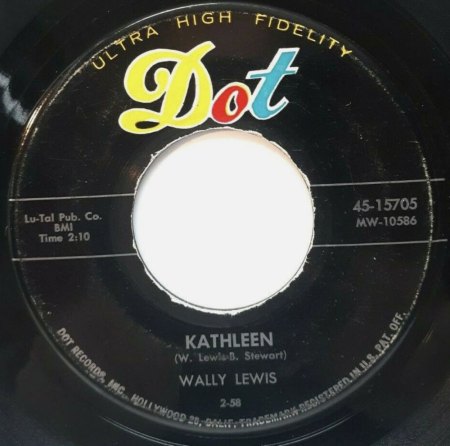 ULTRA HIGH FIDELITY
Dot
Lu-Tal Pub. Co.
BMI
Time 2:10
45-15705
MW-10586
KATHLEEN
(W. Lewis-B. Stewart)
WALLY LEWIS
2-58
DOT RECORDS, INC., HOLLYWOOD 28, CALIF. TRADEMARK REGISTERED IN U.S. PAT. OFF.